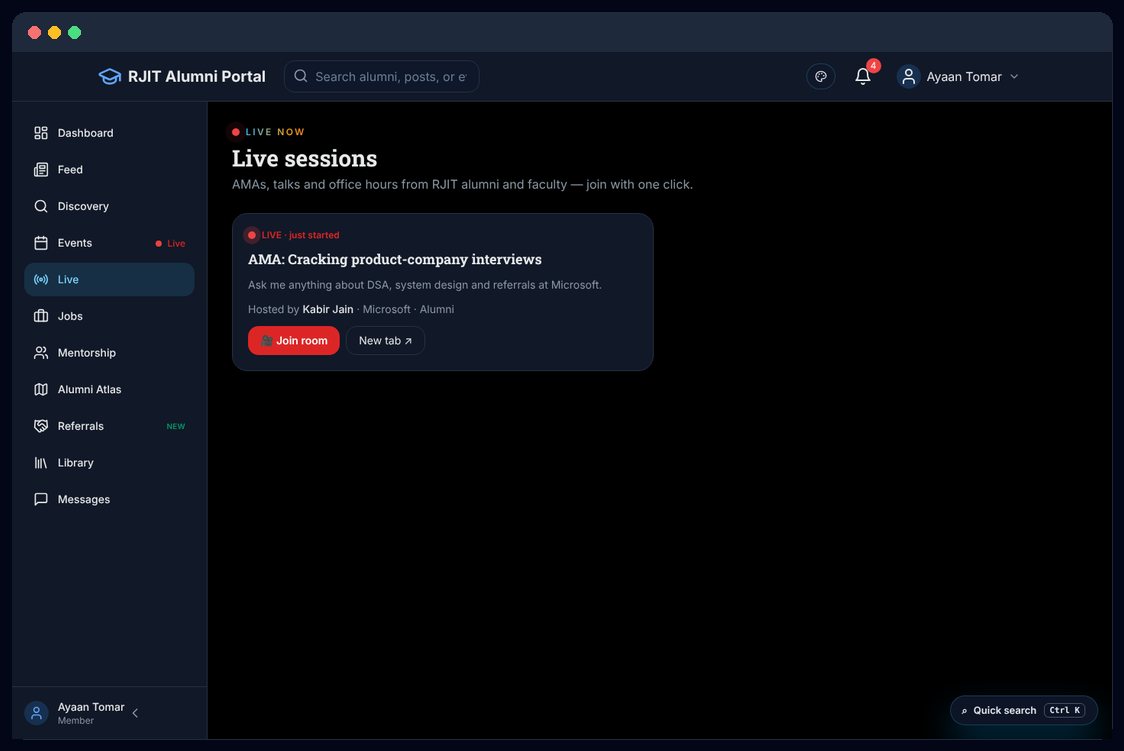 RJIT Alumni Portal
Search alumni, posts, or e
4
Ayaan Tomar
Dashboard
Feed
Discovery
Events
Live
Live
Jobs
Mentorship
Alumni Atlas
Referrals
NEW
Library
Messages
Ayaan Tomar
Member
LIVE NOW
Live sessions
AMAs, talks and office hours from RJIT alumni and faculty — join with one click.
LIVE · just started
AMA: Cracking product-company interviews
Ask me anything about DSA, system design and referrals at Microsoft.
Hosted by Kabir Jain · Microsoft · Alumni
🎥 Join room
New tab ↗
Quick search
Ctrl K